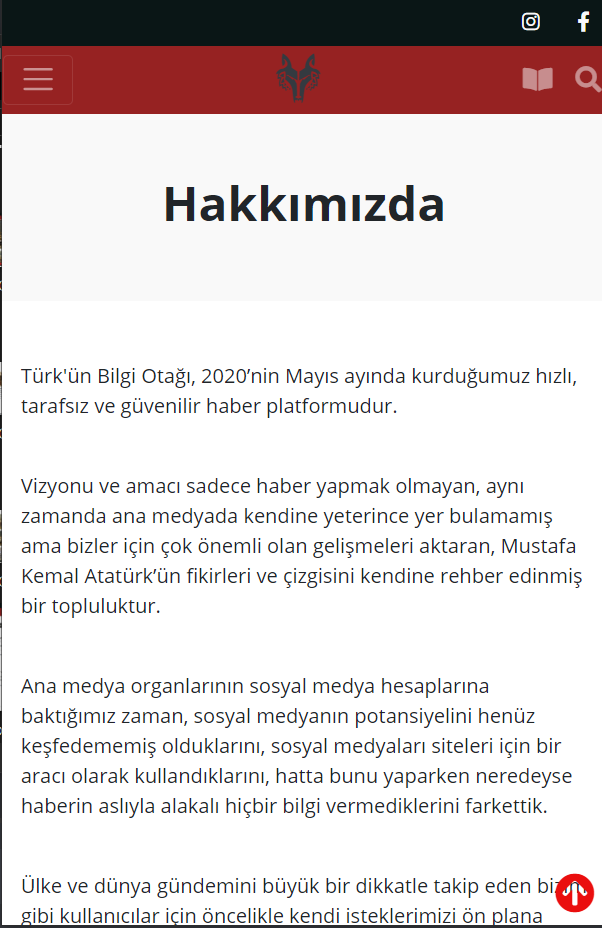 Hakkımızda
Türk'ün Bilgi Otağı, 2020’nin Mayıs ayında kurduğumuz hızlı,
tarafsız ve güvenilir haber platformudur.
Vizyonu ve amacı sadece haber yapmak olmayan, aynı
zamanda ana medyada kendine yeterince yer bulamamış
ama bizler için çok önemli olan gelişmeleri aktaran, Mustafa
Kemal Atatürk’ün fikirleri ve çizgisini kendine rehber edinmiş
bir topluluktur.
Ana medya organlarının sosyal medya hesaplarına
baktığımız zaman, sosyal medyanın potansiyelini henüz
keşfedememiş olduklarını, sosyal medyaları siteleri için bir
aracı olarak kullandıklarını, hatta bunu yaparken neredeyse
haberin aslıyla alakalı hiçbir bilgi vermediklerini farkettik.
Ülke ve dünya gündemini büyük bir dikkatle takip eden
gibi kullanıcılar için öncelikle kendi isteklerimizi ön plana